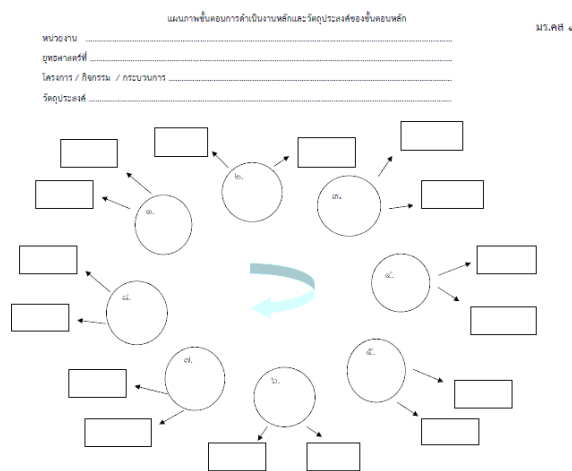 แผนภาพขั้นตอนการดำเนินงานหลักและวัตถุประสงค์ของขั้นตอนหลัก
มร.คส ๑
หน่วยงาน
ยุทธศาสตร์ที่
โครงการ / กิจกรรม / กระบวนการ
วัตถุประสงค์
๑.
๒.
๓.
๔.
๕.
๖.
๗.
๘.